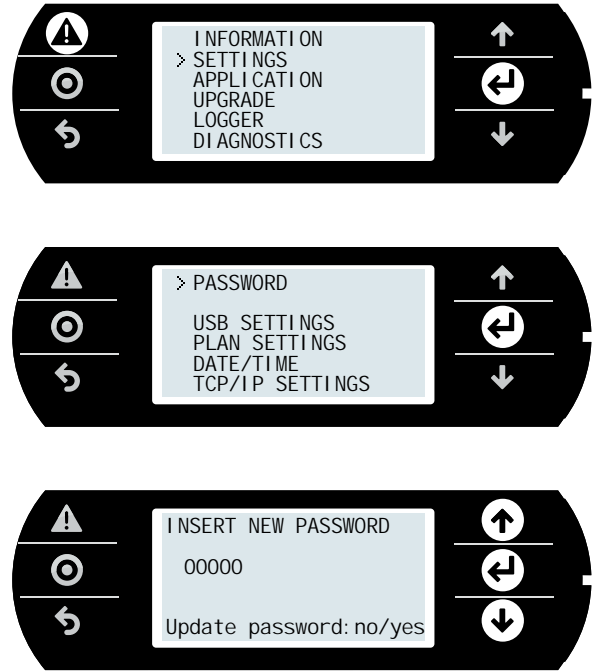 INFORMATION
> SETTINGS
APPLICATION
UPGRADE
LOGGER
DIAGNOSTICS
> PASSWORD
USB SETTINGS
PLAN SETTINGS
DATE/TIME
TCP/IP SETTINGS
INSERT NEW PASSWORD
00000
Update password:no/yes